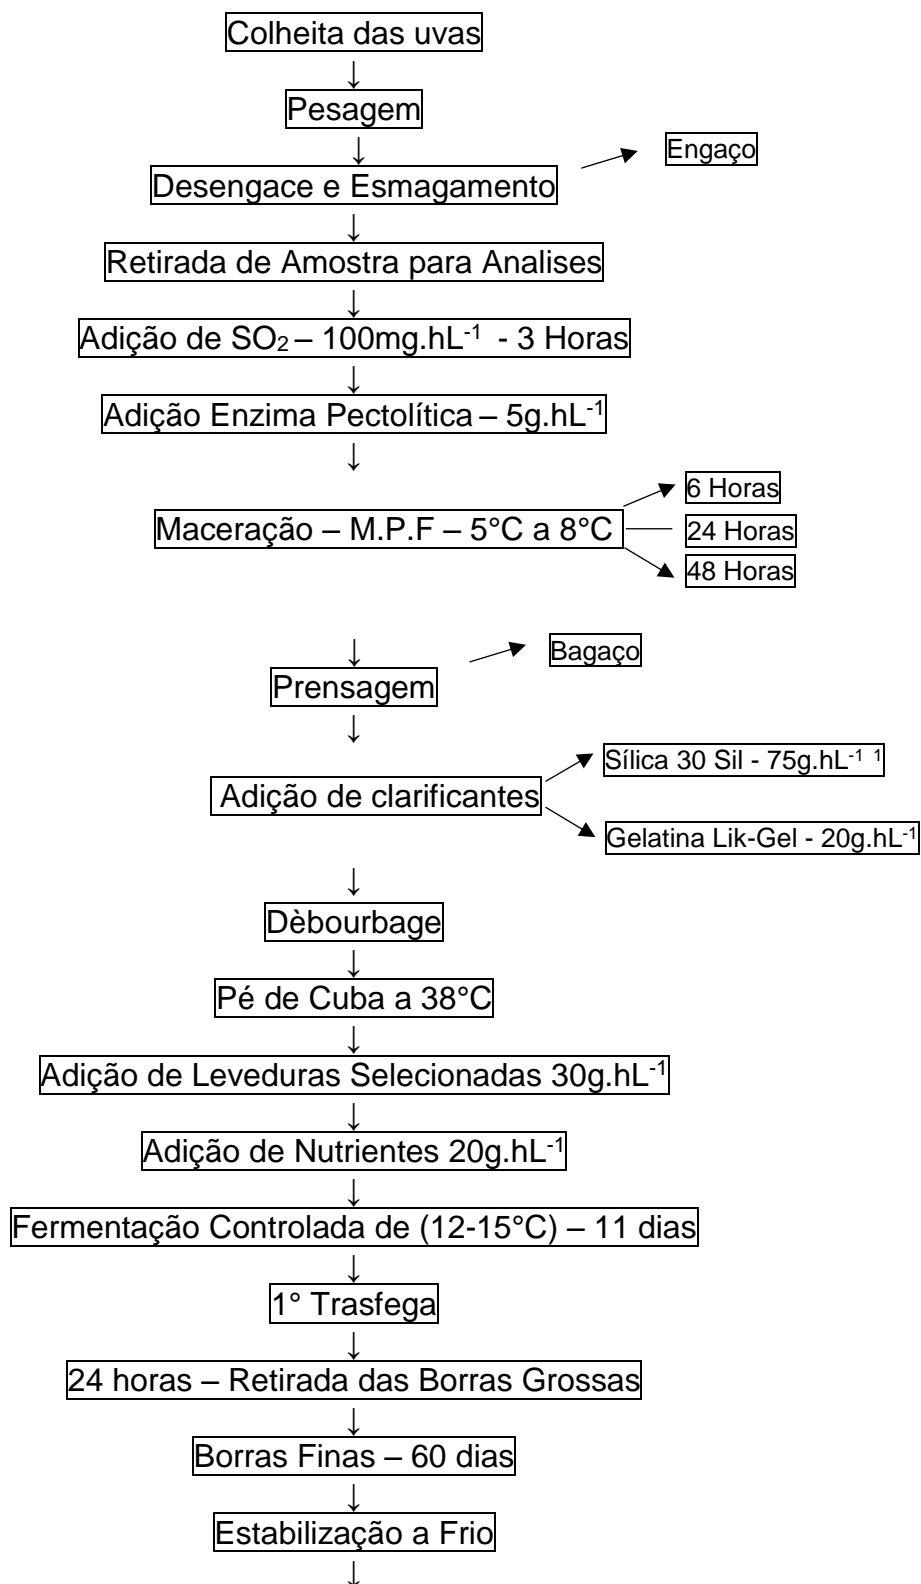 Colheita das uvas
↓
Pesagem
↓
Engaço
Desengace e Esmagamento
↓
Retirada de Amostra para Analises
↓
Adição de SO₂ – 100mg.hL⁻¹ - 3 Horas
↓
Adição Enzima Pectolítica – 5g.hL⁻¹
↓
Maceração – M.P.F – 5°C a 8°C
6 Horas
24 Horas
48 Horas
↓
Bagaço
Prensagem
↓
Adição de clarificantes
Sílica 30 Sil - 75g.hL⁻¹ ¹
Gelatina Lik-Gel - 20g.hL⁻¹
↓
Dèbourbage
↓
Pé de Cuba a 38°C
↓
Adição de Leveduras Selecionadas 30g.hL⁻¹
↓
Adição de Nutrientes 20g.hL⁻¹
↓
Fermentação Controlada de (12-15°C) – 11 dias
↓
1° Trasfega
↓
24 horas – Retirada das Borras Grossas
↓
Borras Finas – 60 dias
↓
Estabilização a Frio
↓